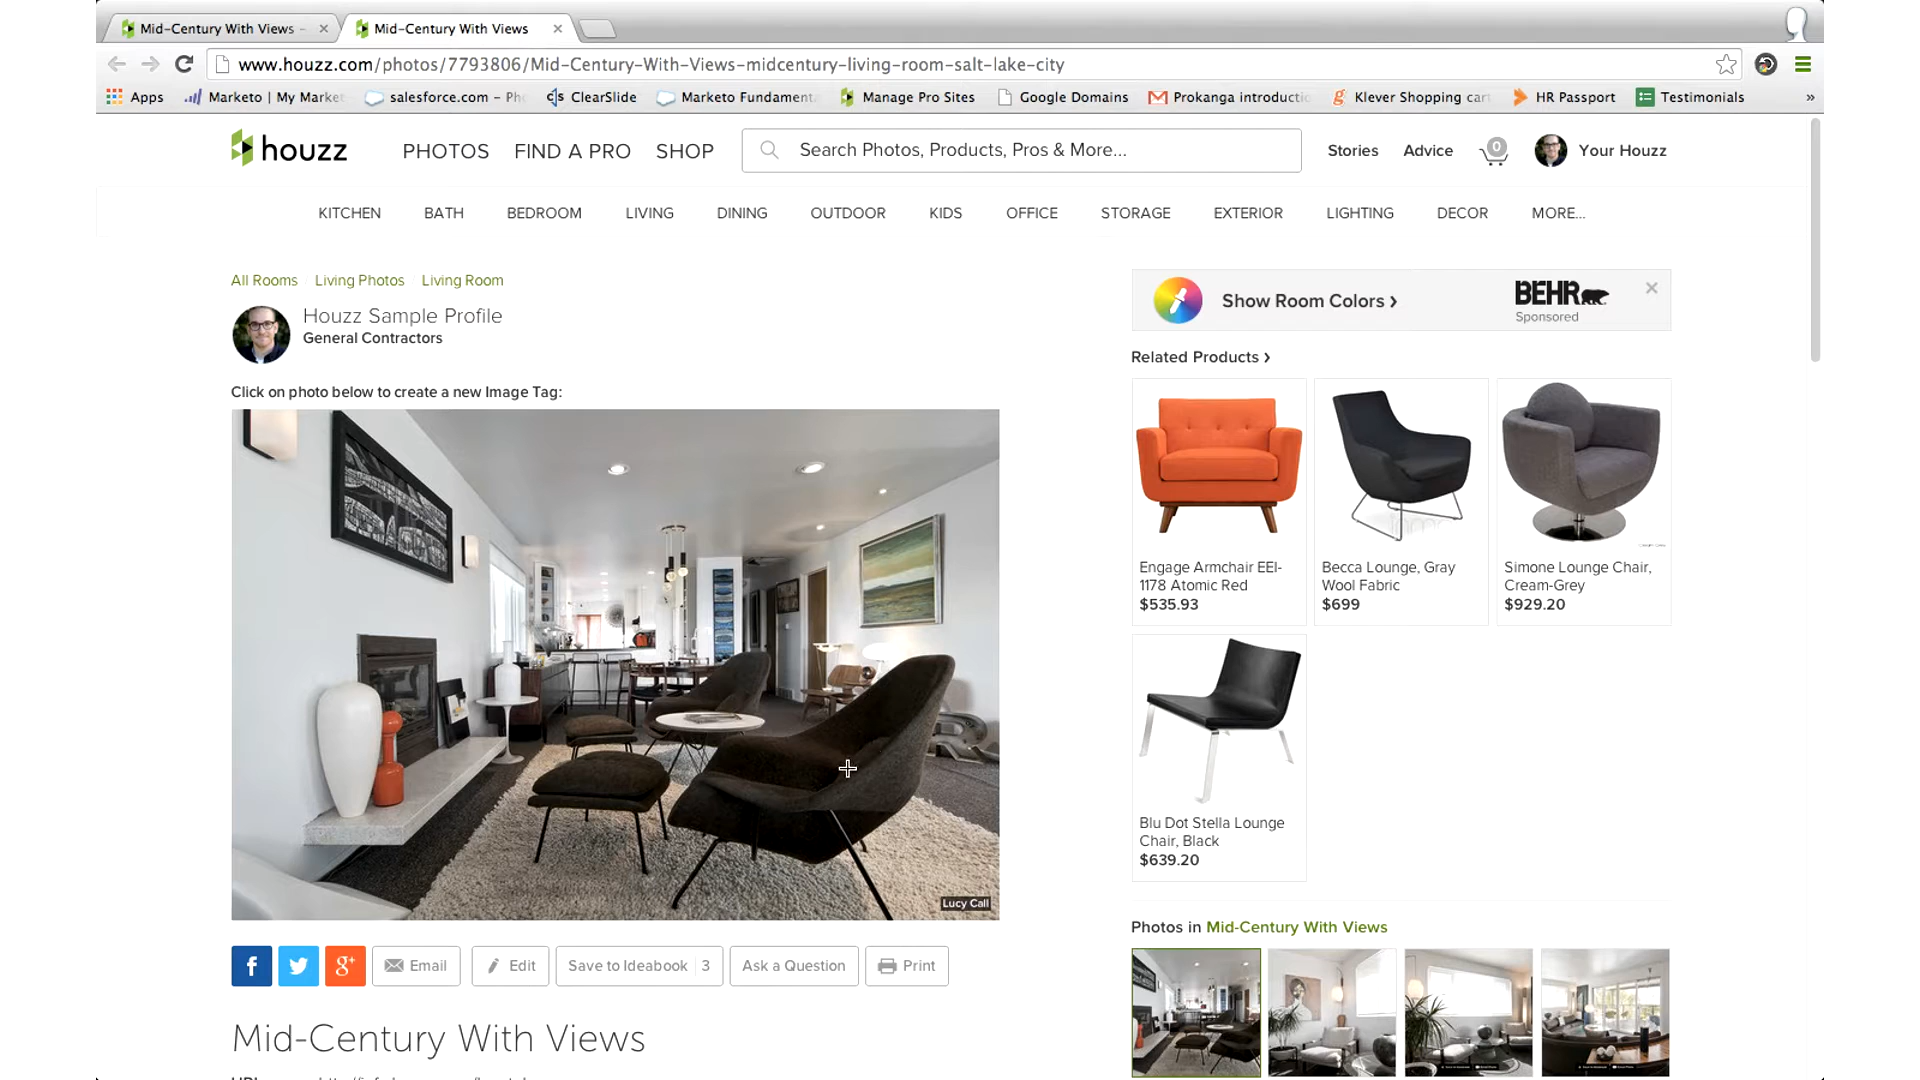 Mid-Century With Views -
Mid-Century With Views
www.houzz.com/photos/7793806/Mid-Century-With-Views-midcentury-living-room-salt-lake-city
Apps
Marketo | My Marke
salesforce.com - Ph
ClearSlide
Marketo Fundament
Manage Pro Sites
Google Domains
Prokanga introducti
Klever Shopping cart
HR Passport
Testimonials
»
houzz
PHOTOS
FIND A PRO
SHOP
Search Photos, Products, Pros & More...
Stories
Advice
0
Your Houzz
KITCHEN
BATH
BEDROOM
LIVING
DINING
OUTDOOR
KIDS
OFFICE
STORAGE
EXTERIOR
LIGHTING
DECOR
MORE...
All Rooms
Living Photos
Living Room
Houzz Sample Profile
General Contractors
Click on photo below to create a new Image Tag:
Lucy Call
f
g+
Email
Edit
Save to Ideabook 3
Ask a Question
Print
Mid-Century With Views
Show Room Colors ›
BEHR
Sponsored
Related Products ›
Engage Armchair EEI-
1178 Atomic Red
$535.93
Becca Lounge, Gray
Wool Fabric
$699
Simone Lounge Chair,
Cream-Grey
$929.20
Blu Dot Stella Lounge
Chair, Black
$639.20
Photos in Mid-Century With Views